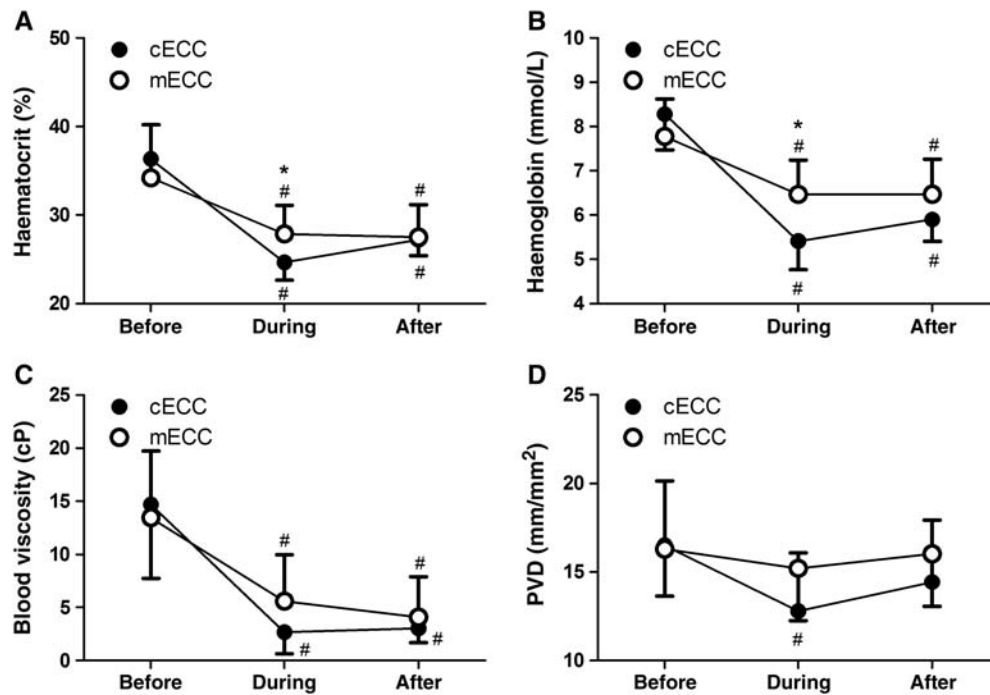 A
cECC
mECC
Haematocrit (%)
50
40
30
20
*
#
#
#
#
Before
During
After
B
cECC
mECC
Haemoglobin (mmol/L)
10
9
8
7
6
5
4
*
#
#
#
#
Before
During
After
C
cECC
mECC
Blood viscosity (cP)
25
20
15
10
5
0
#
#
#
#
Before
During
After
D
cECC
mECC
PVD (mm/mm²)
25
20
15
10
#
Before
During
After